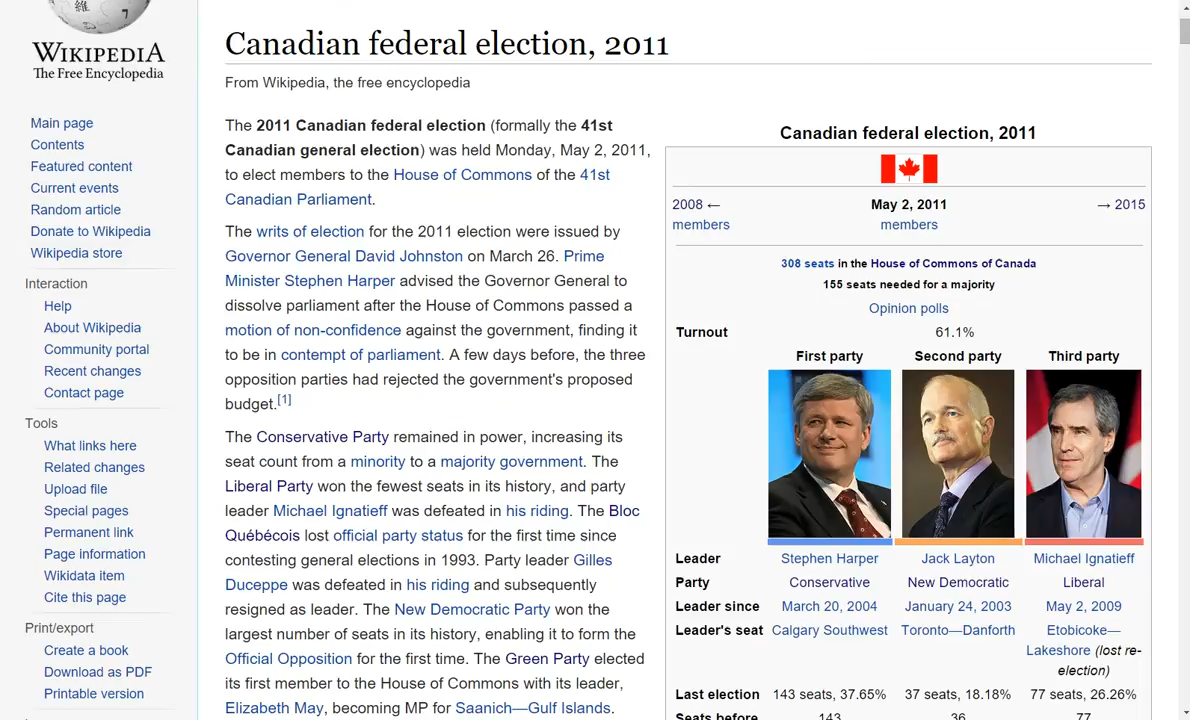 維
7
WIKIPEDIA
The Free Encyclopedia
Main page
Contents
Featured content
Current events
Random article
Donate to Wikipedia
Wikipedia store
Interaction
Help
About Wikipedia
Community portal
Recent changes
Contact page
Tools
What links here
Related changes
Upload file
Special pages
Permanent link
Page information
Wikidata item
Cite this page
Print/export
Create a book
Download as PDF
Printable version
Canadian federal election, 2011
From Wikipedia, the free encyclopedia
The 2011 Canadian federal election (formally the 41st
Canadian general election) was held Monday, May 2, 2011,
to elect members to the House of Commons of the 41st
Canadian Parliament.
The writs of election for the 2011 election were issued by
Governor General David Johnston on March 26. Prime
Minister Stephen Harper advised the Governor General to
dissolve parliament after the House of Commons passed a
motion of non-confidence against the government, finding it
to be in contempt of parliament. A few days before, the three
opposition parties had rejected the government's proposed
budget.[1]
The Conservative Party remained in power, increasing its
seat count from a minority to a majority government. The
Liberal Party won the fewest seats in its history, and party
leader Michael Ignatieff was defeated in his riding. The Bloc
Québécois lost official party status for the first time since
contesting general elections in 1993. Party leader Gilles
Duceppe was defeated in his riding and subsequently
resigned as leader. The New Democratic Party won the
largest number of seats in its history, enabling it to form the
Official Opposition for the first time. The Green Party elected
its first member to the House of Commons with its leader,
Elizabeth May, becoming MP for Saanich—Gulf Islands.
Canadian federal election, 2011
2008 ← May 2, 2011 → 2015
members members
308 seats in the House of Commons of Canada
155 seats needed for a majority
Opinion polls
Turnout 61.1%
First party Second party Third party
Leader Stephen Harper Jack Layton Michael Ignatieff
Party Conservative New Democratic Liberal
Leader since March 20, 2004 January 24, 2003 May 2, 2009
Leader's seat Calgary Southwest Toronto—Danforth Etobicoke—
Lakeshore (lost re-
election)
Last election 143 seats, 37.65% 37 seats, 18.18% 77 seats, 26.26%
Seats before 143 36 77